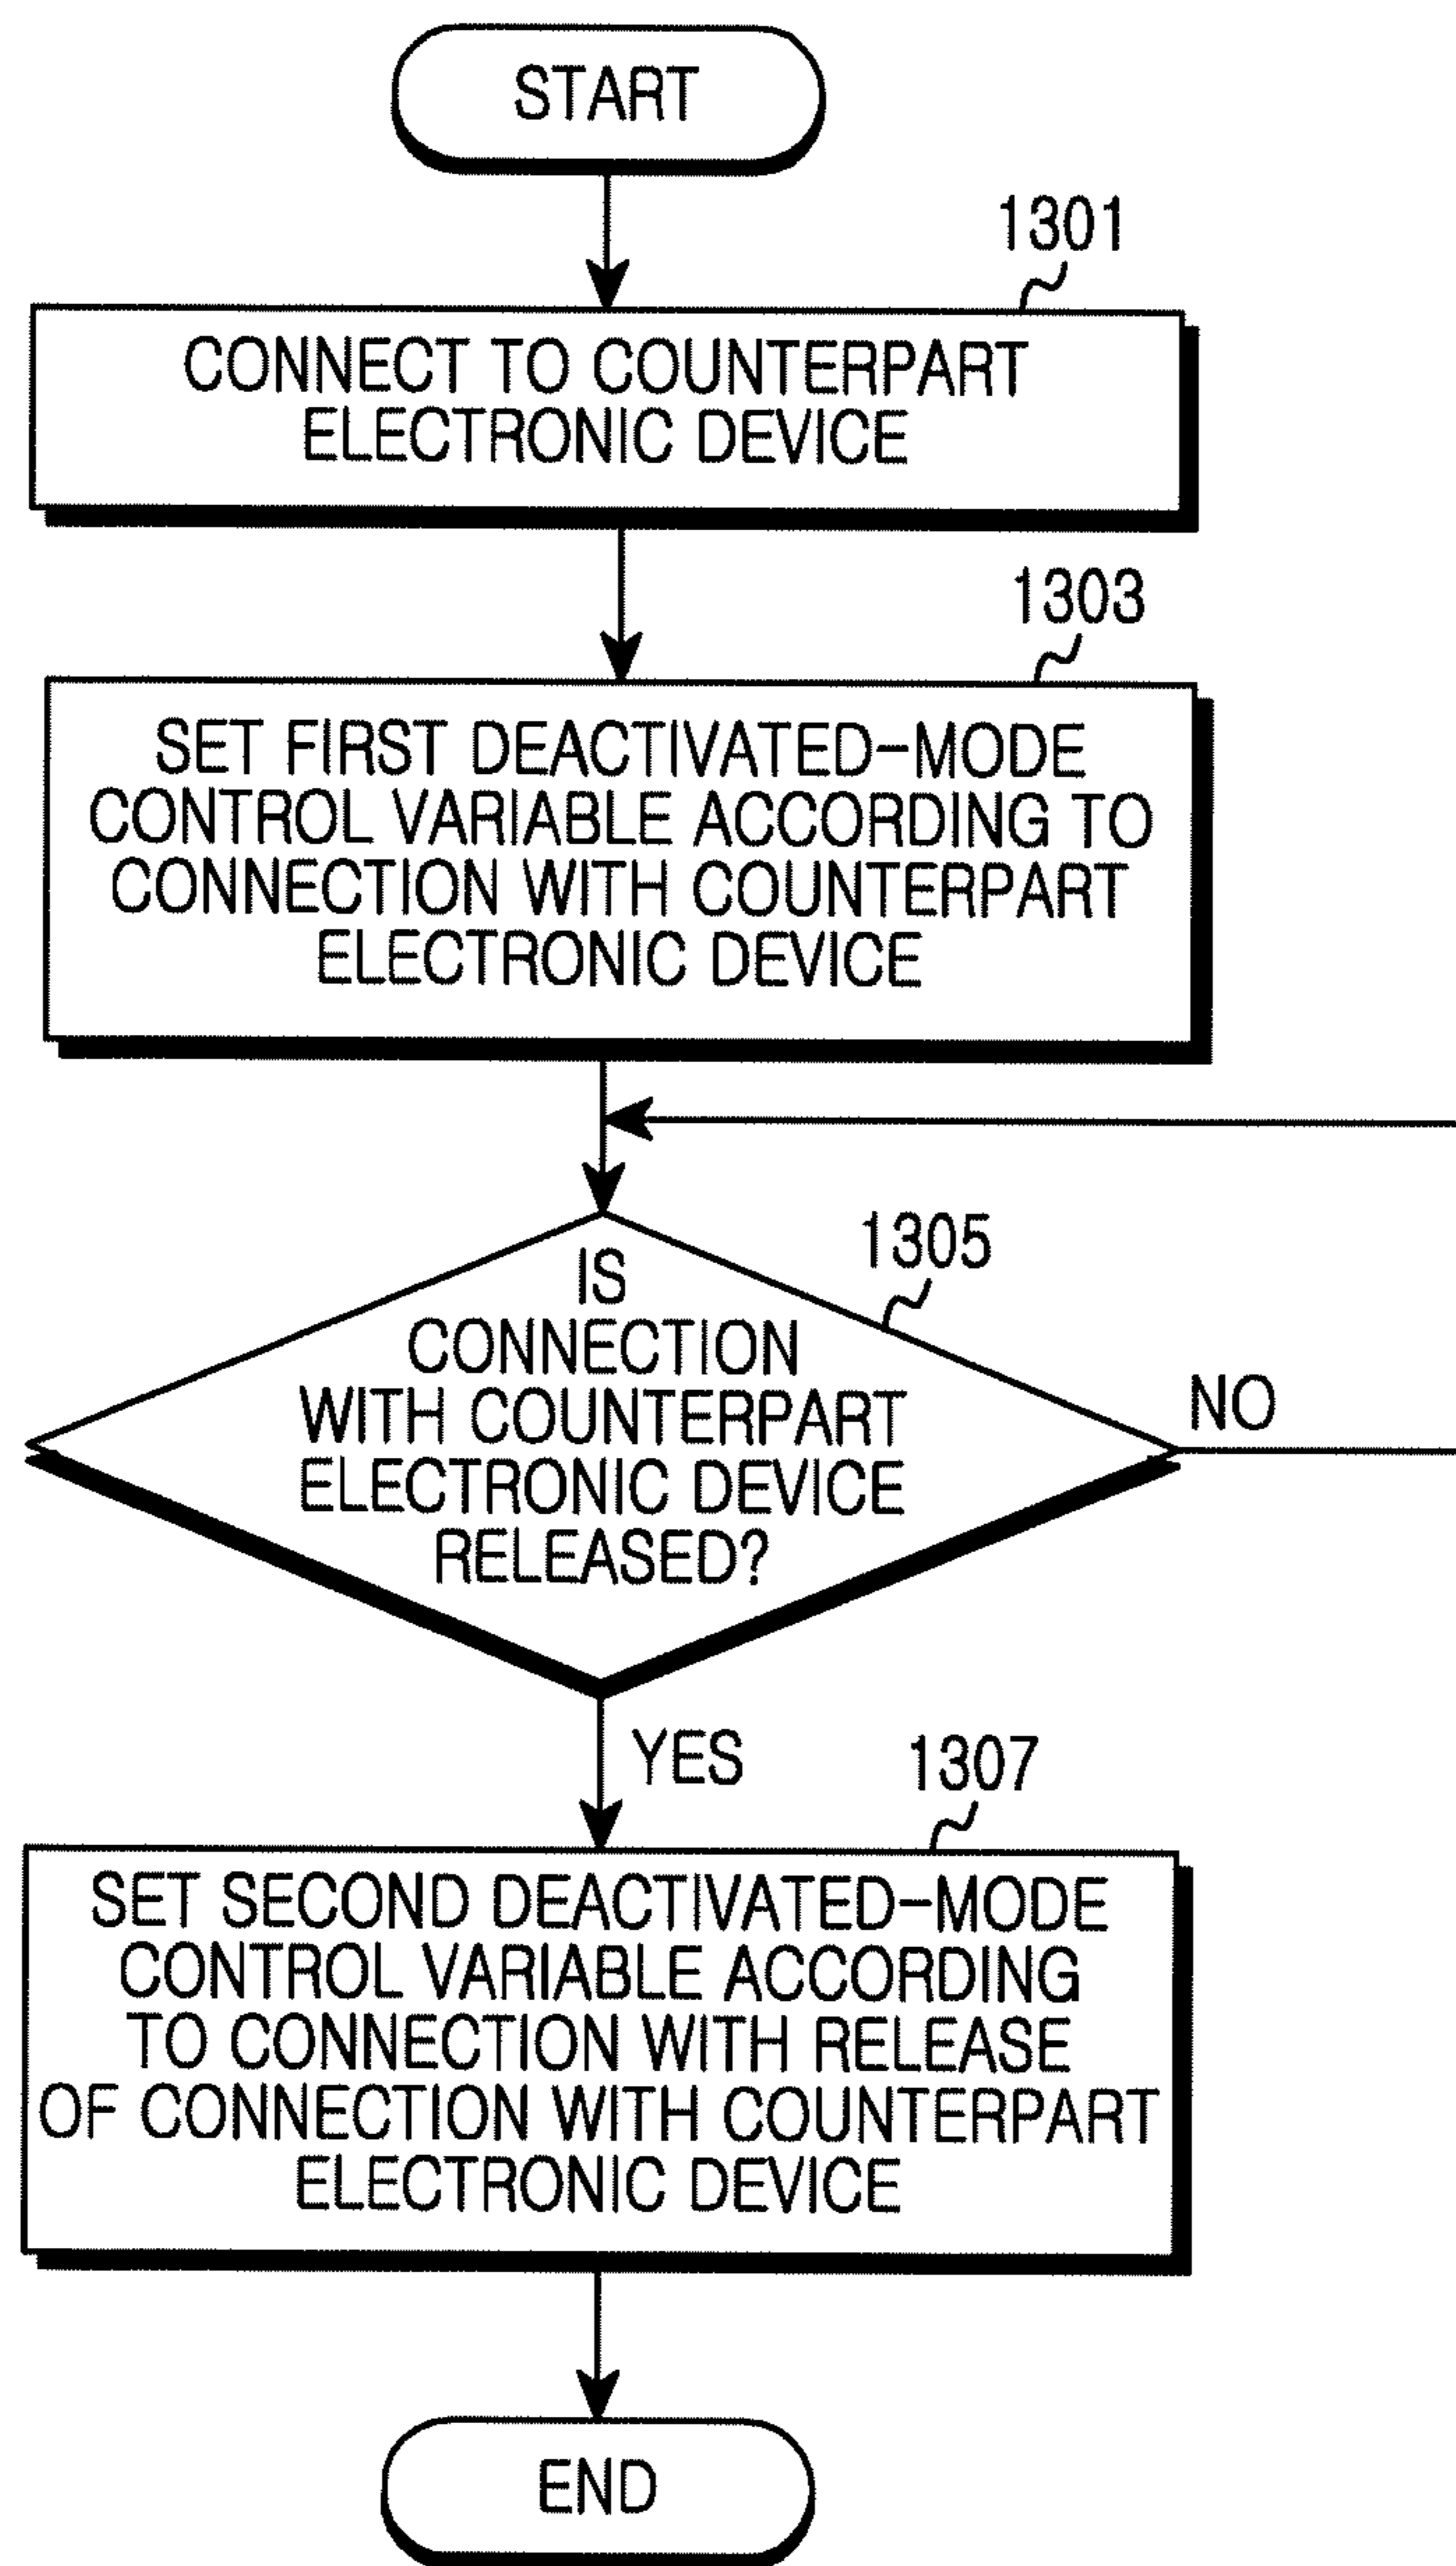 START
1301
CONNECT TO COUNTERPART
ELECTRONIC DEVICE
1303
SET FIRST DEACTIVATED-MODE
CONTROL VARIABLE ACCORDING TO
CONNECTION WITH COUNTERPART
ELECTRONIC DEVICE
1305
IS
CONNECTION
WITH COUNTERPART
ELECTRONIC DEVICE
RELEASED?
NO
YES
1307
SET SECOND DEACTIVATED-MODE
CONTROL VARIABLE ACCORDING
TO CONNECTION WITH RELEASE
OF CONNECTION WITH COUNTERPART
ELECTRONIC DEVICE
END